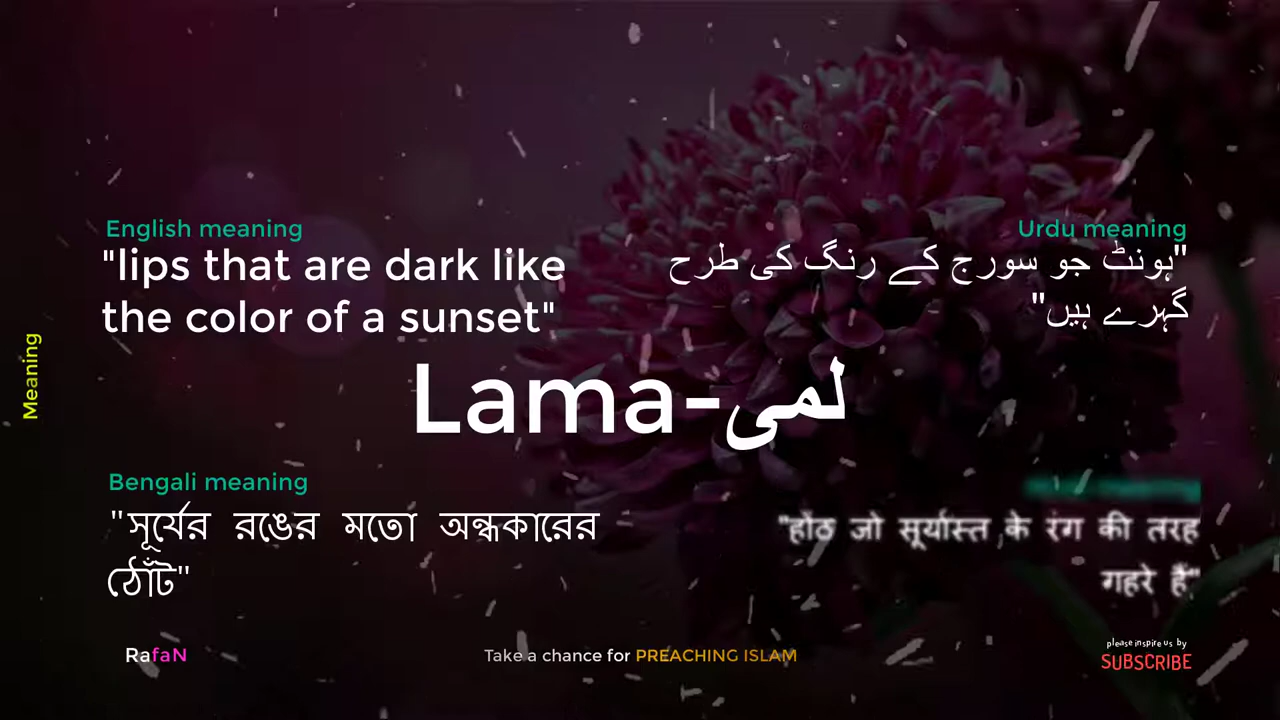 English meaning
"lips that are dark like
the color of a sunset"
Urdu meaning
"ہونٹ جو سورج کے رنگ کی طرح
گہرے ہیں"
Meaning
Lama-لمی
Bengali meaning
"সূর্যের রঙের মতো অন্ধকারের
ঠোঁট"
"होंठ जो सूर्यास्त के रंग की तरह
गहरे हैं"
RafaN
Take a chance for PREACHING ISLAM
please inspire us by
SUBSCRIBE